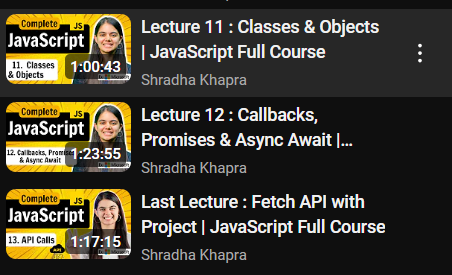 Complete
JS
JavaScript
11. Classes
& Objects
1:00:43
Lecture 11 : Classes & Objects
| JavaScript Full Course
Shradha Khapra
Complete
JS
JavaScript
12. Callbacks, Promises
& Async Await
1:23:55
Lecture 12 : Callbacks,
Promises & Async Await |...
Shradha Khapra
Complete
JS
JavaScript
13. API Calls
1:17:15
Last Lecture : Fetch API with
Project | JavaScript Full Course
Shradha Khapra